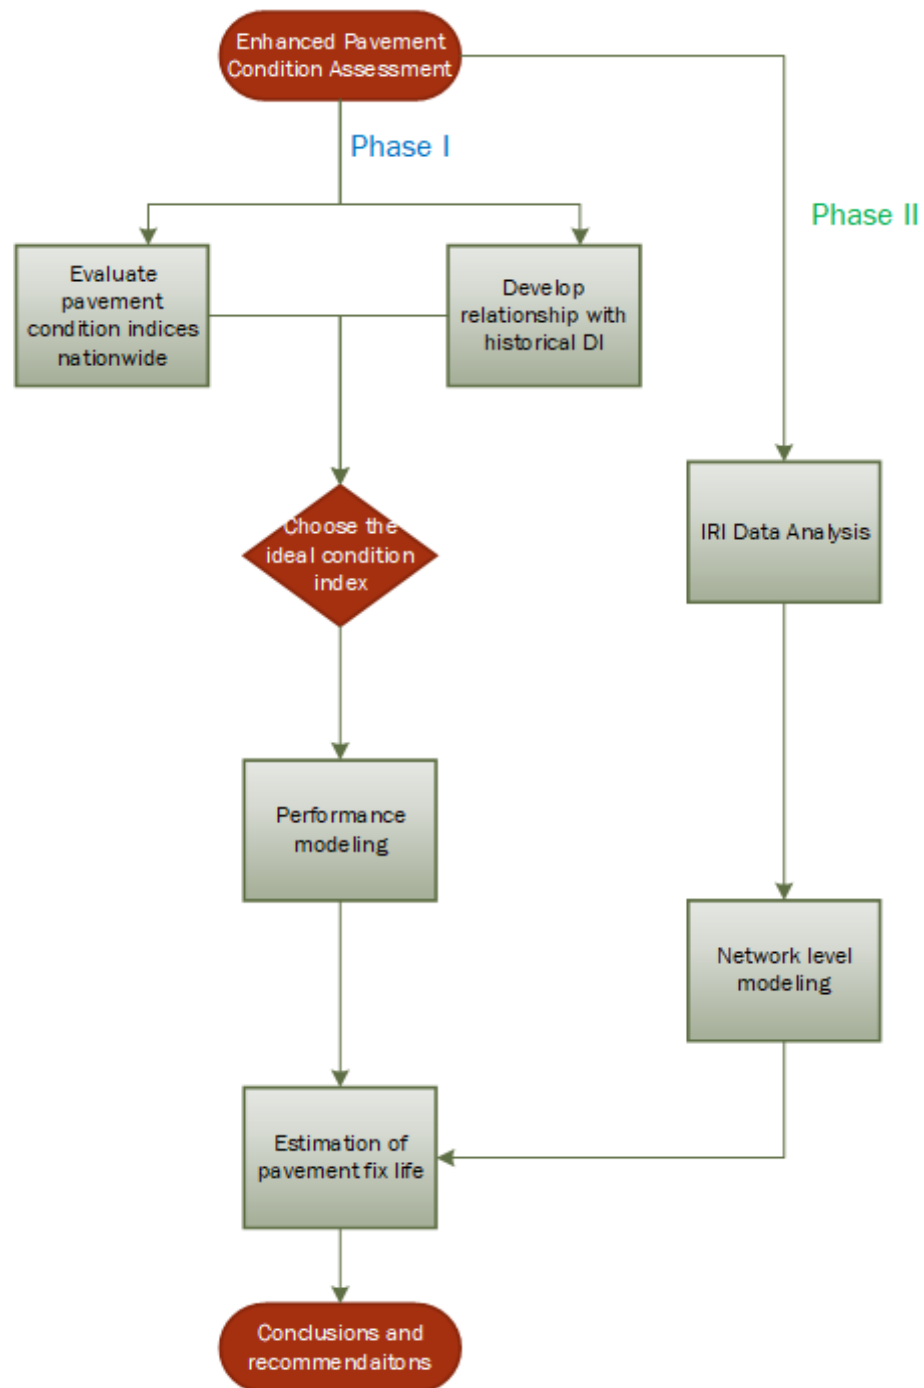 Enhanced Pavement
Condition Assessment
Phase I
Phase II
Evaluate
pavement
condition indices
nationwide
Develop
relationship with
historical DI
Choose the
ideal condition
index
IRI Data Analysis
Performance
modeling
Network level
modeling
Estimation of
pavement fix life
Conclusions and
recommendaitons